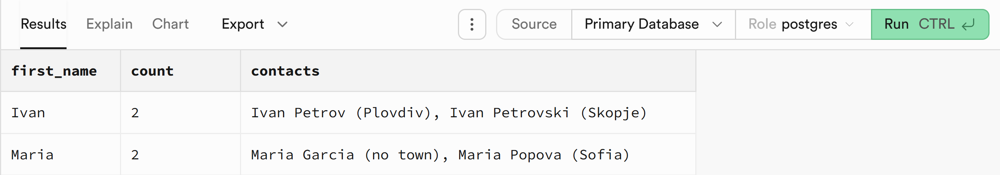 Results Explain Chart Export Source Primary Database Role postgres Run CTRL
first_name count contacts
Ivan 2 Ivan Petrov (Plovdiv), Ivan Petrovski (Skopje)
Maria 2 Maria Garcia (no town), Maria Popova (Sofia)